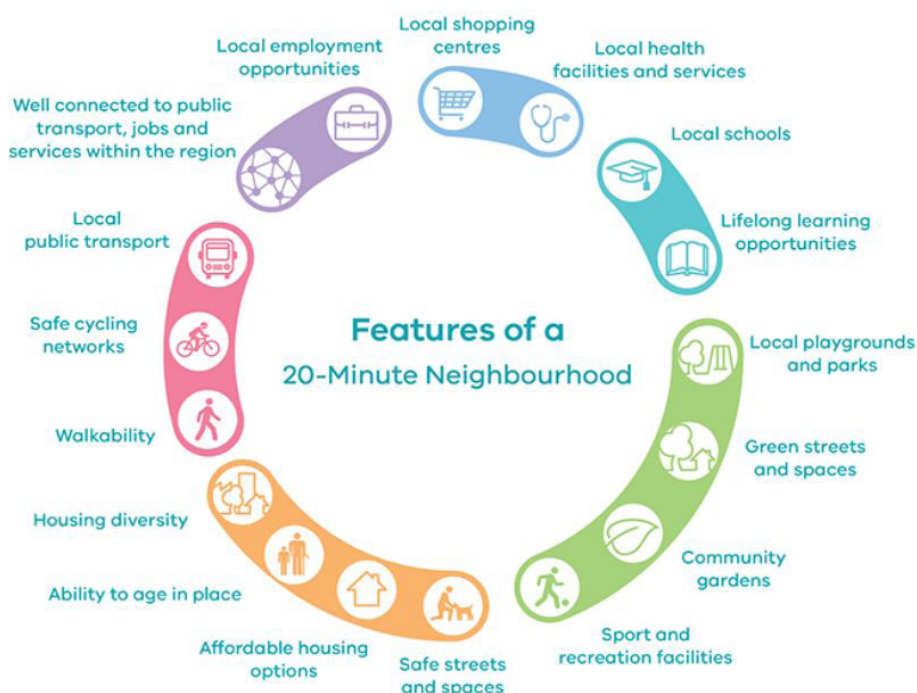 Local shopping
centres
Local health
facilities and services
Local schools
Lifelong learning
opportunities
Local playgrounds
and parks
Green streets
and spaces
Community
gardens
Sport and
recreation facilities
Safe streets
and spaces
Affordable housing
options
Ability to age in place
Housing diversity
Walkability
Safe cycling
networks
Local
public transport
Well connected to public
transport, jobs and
services within the region
Local employment
opportunities
Features of a
20-Minute Neighbourhood